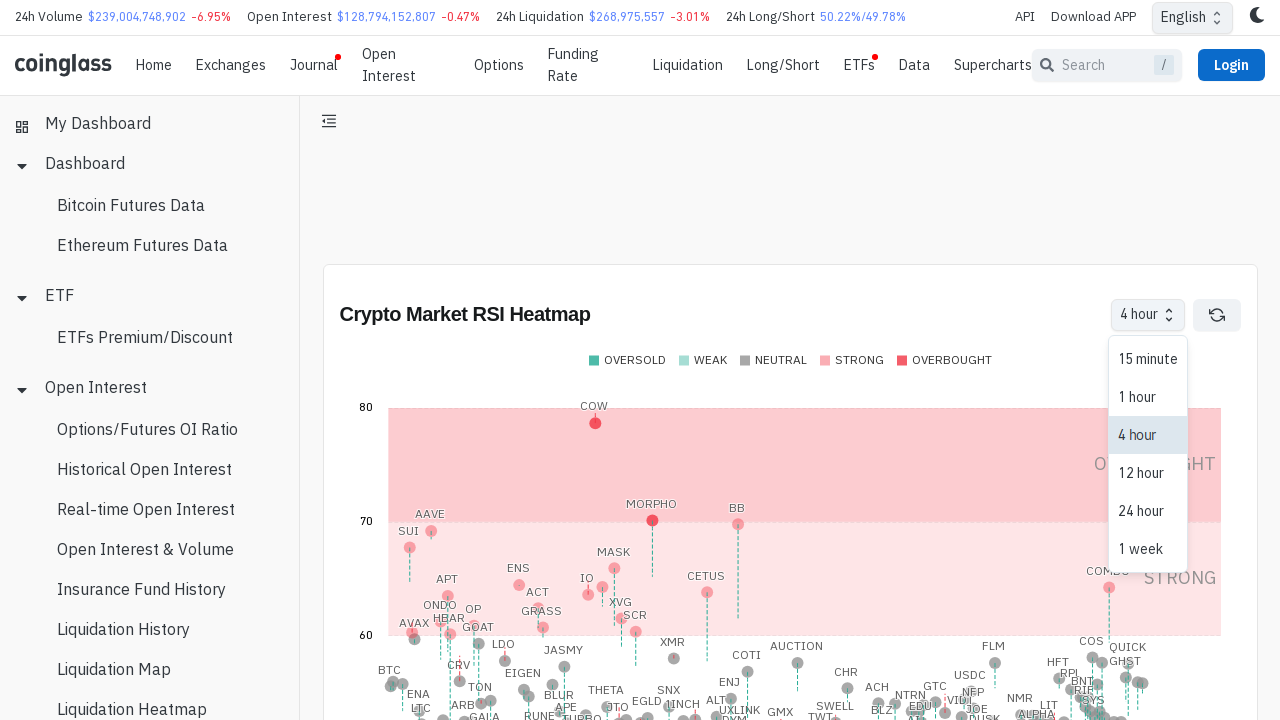 24h Volume $239,004,748,902 -6.95% Open Interest $128,794,152,807 -0.47% 24h Liquidation $268,975,557 -3.01% 24h Long/Short 50.22%/49.78% API Download APP English
coinglass Home Exchanges Journal Open Interest Options Funding Rate Liquidation Long/Short ETFs Data Supercharts Search / Login
My Dashboard
Dashboard
Bitcoin Futures Data
Ethereum Futures Data
ETF
ETFs Premium/Discount
Open Interest
Options/Futures OI Ratio
Historical Open Interest
Real-time Open Interest
Open Interest & Volume
Insurance Fund History
Liquidation History
Liquidation Map
Liquidation Heatmap
Crypto Market RSI Heatmap
4 hour
15 minute
1 hour
4 hour
12 hour
24 hour
1 week
OVERSOLD WEAK NEUTRAL STRONG OVERBOUGHT
80
COW
MORPHO BB
AAVE
70
SUI
MASK
ENS
COMBO STRONG
APT IO CETUS
ACT
ONDO XVG
OP GRASS
AVAX HBAR SCR
GOAT
60
LDO XMR AUCTION FLM COS QUICK
JASMY
COTI
BTC CRV HFT GHST
EIGEN CHR USDC RPL
TON ENJ ACH GTC BNT
ENA BLUR THETA SNX NTRN NFP
ARB APE EGLD 1INCH ALT SWELL EDU NMR LIT SYS
LTC JTO UXLINK GMX BLZ JOE
GALA RUNE TURBO TWT DUSK ALPHA